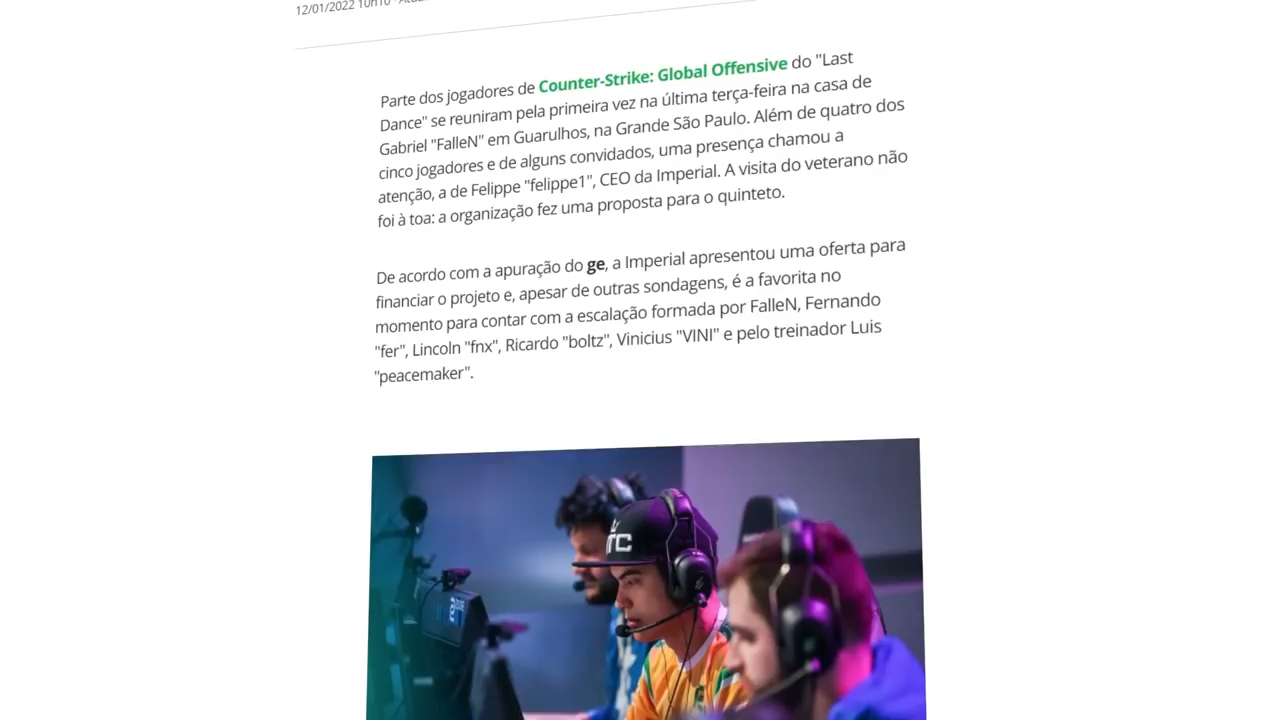 12/01/2022 10h10 ·
Parte dos jogadores de Counter-Strike: Global Offensive do "Last
Dance" se reuniram pela primeira vez na última terça-feira na casa de
Gabriel "FalleN" em Guarulhos, na Grande São Paulo. Além de quatro dos
cinco jogadores e de alguns convidados, uma presença chamou a
atenção, a de Felippe "felippe1", CEO da Imperial. A visita do veterano não
foi à toa: a organização fez uma proposta para o quinteto.
De acordo com a apuração do ge, a Imperial apresentou uma oferta para
financiar o projeto e, apesar de outras sondagens, é a favorita no
momento para contar com a escalação formada por FalleN, Fernando
"fer", Lincoln "fnx", Ricardo "boltz", Vinicius "VINI" e pelo treinador Luis
"peacemaker".